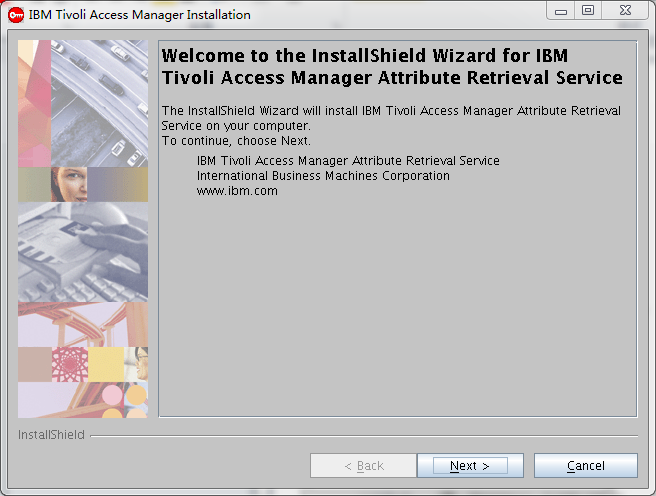 IBM Tivoli Access Manager Installation
Welcome to the InstallShield Wizard for IBM
Tivoli Access Manager Attribute Retrieval Service
The InstallShield Wizard will install IBM Tivoli Access Manager Attribute Retrieval
Service on your computer.
To continue, choose Next.
IBM Tivoli Access Manager Attribute Retrieval Service
International Business Machines Corporation
www.ibm.com
InstallShield
< Back
Next >
Cancel